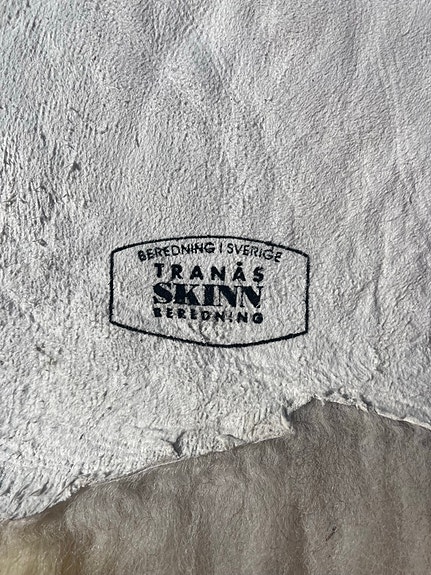 BEREDNING I SVERIGE
TRANÅS
SKINN
BEREDNING